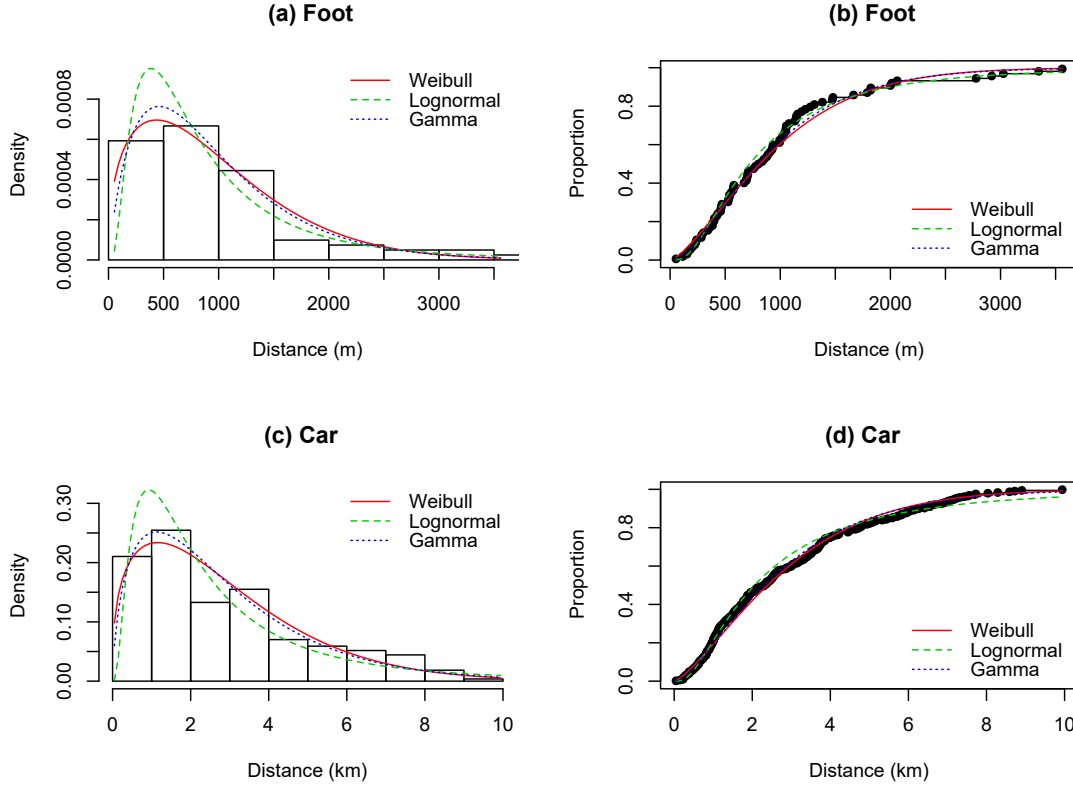 (a) Foot
Density
0.0000 0.0004 0.0008
Weibull
Lognormal
Gamma
0 500 1000 2000 3000
Distance (m)
(b) Foot
Proportion
0.0 0.4 0.8
Weibull
Lognormal
Gamma
0 500 1000 2000 3000
Distance (m)
(c) Car
Density
0.00 0.10 0.20 0.30
Weibull
Lognormal
Gamma
0 2 4 6 8 10
Distance (km)
(d) Car
Proportion
0.0 0.4 0.8
Weibull
Lognormal
Gamma
0 2 4 6 8 10
Distance (km)